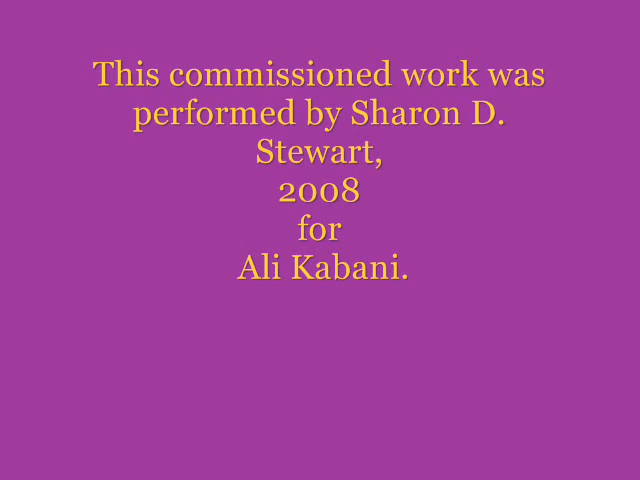 This commissioned work was
performed by Sharon D.
Stewart,
2008
for
Ali Kabani.